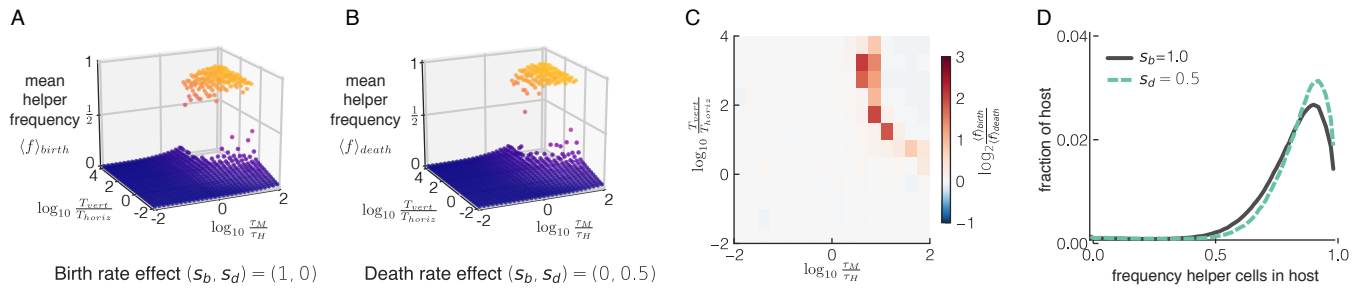 A
mean
helper
frequency
⟨f⟩birth
1
1/2
0
4
2
0
-2
-2
0
2
log10 Tvert/Thoriz
log10 τM/τH
Birth rate effect (sb, sd) = (1, 0)
B
mean
helper
frequency
⟨f⟩death
1
1/2
0
4
2
0
-2
-2
0
2
log10 Tvert/Thoriz
log10 τM/τH
Death rate effect (sb, sd) = (0, 0.5)
C
4
2
0
−2
−2
0
2
log10 Tvert/Thoriz
log10 τM/τH
3
2
1
0
−1
log2 ⟨f⟩birth/⟨f⟩death
D
0.04
0.02
0.00
0.0
0.5
1.0
fraction of host
frequency helper cells in host
sb=1.0
sd = 0.5